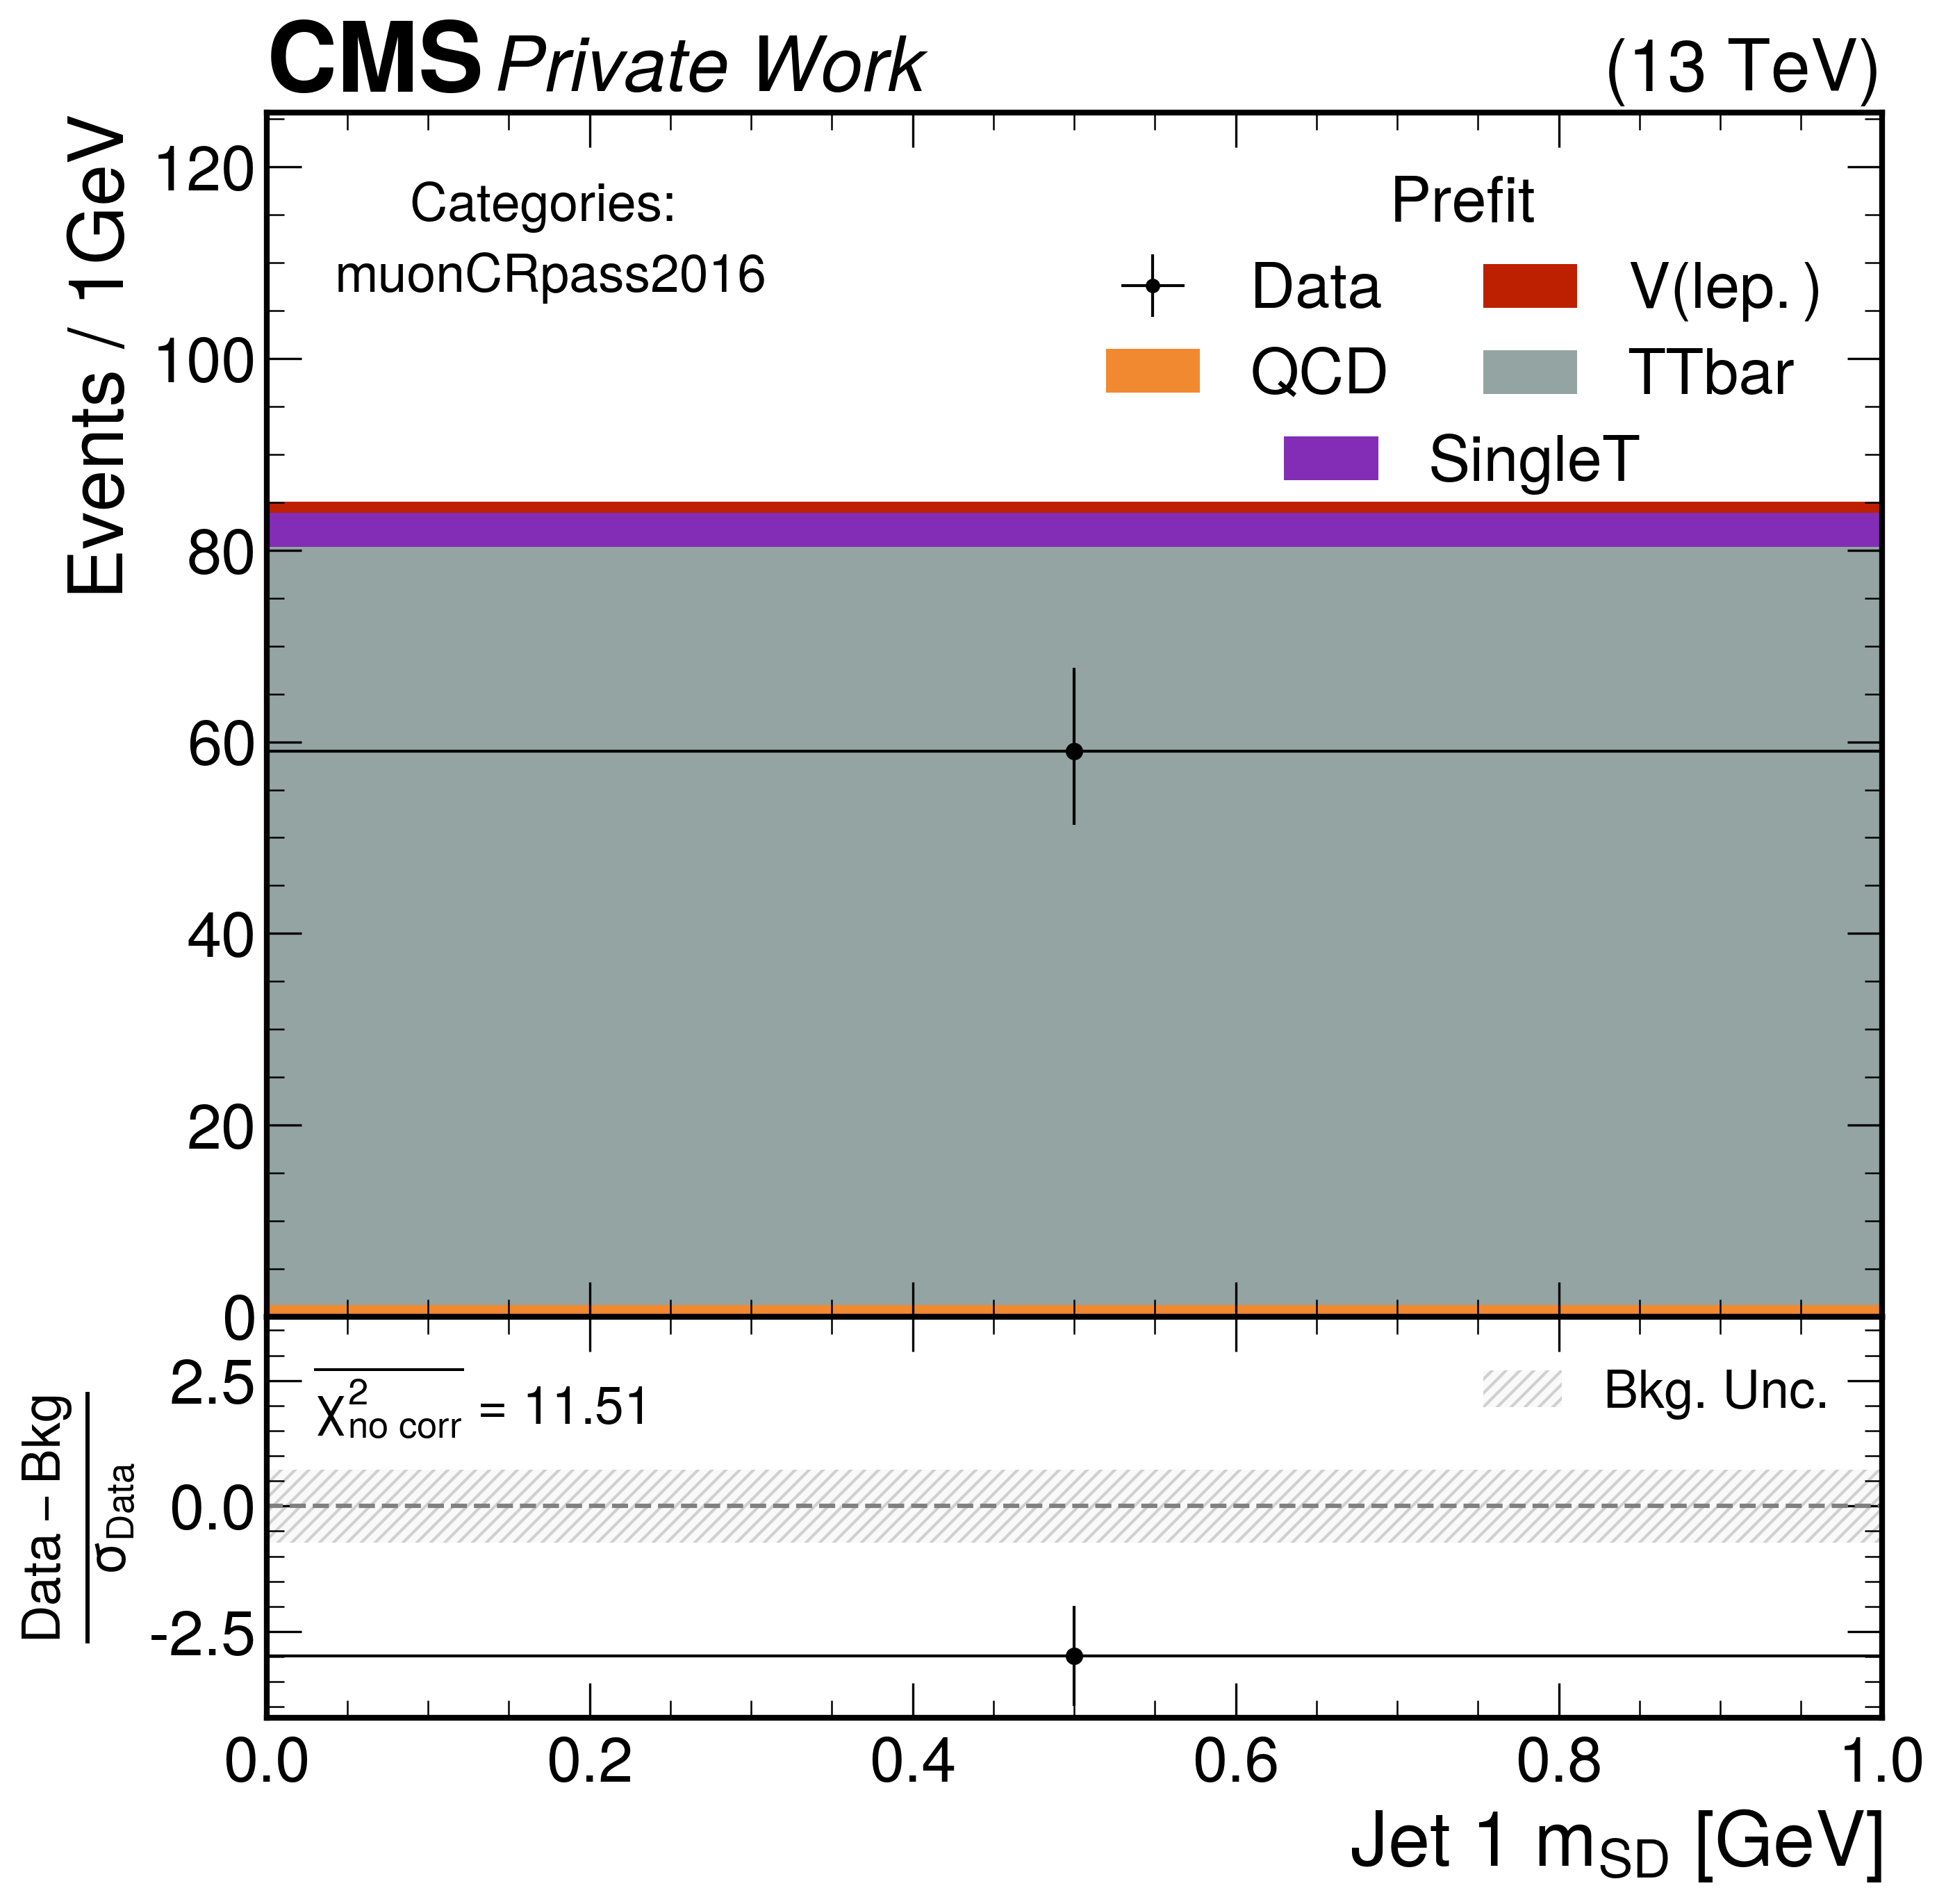 CMS Private Work (13 TeV)
Events / 1GeV
120
100
80
60
40
20
0
Categories:
muonCRpass2016
Prefit
Data
V(lep.)
QCD
TTbar
SingleT
Data − Bkg
σData
2.5
0.0
-2.5
χ²no corr = 11.51
Bkg. Unc.
0.0 0.2 0.4 0.6 0.8 1.0
Jet 1 mSD [GeV]